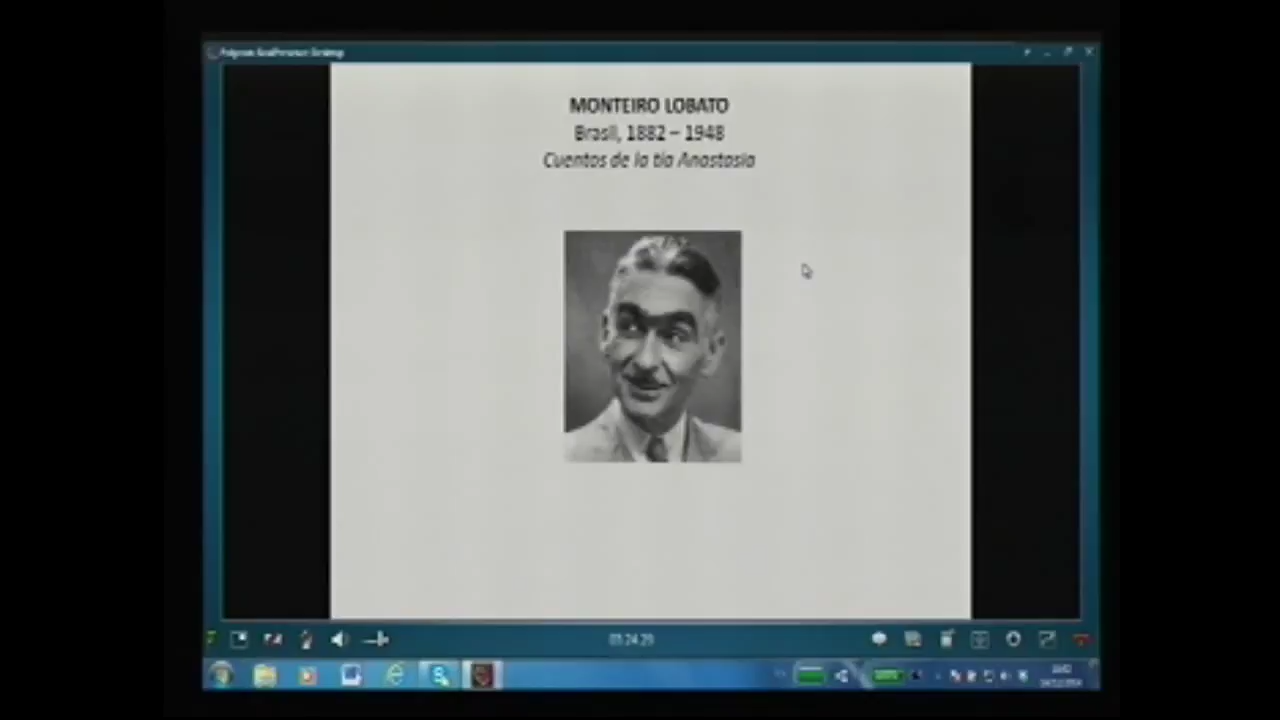 MONTEIRO LOBATO
Brasil, 1882 – 1948
Cuentos de la tía Anastasia